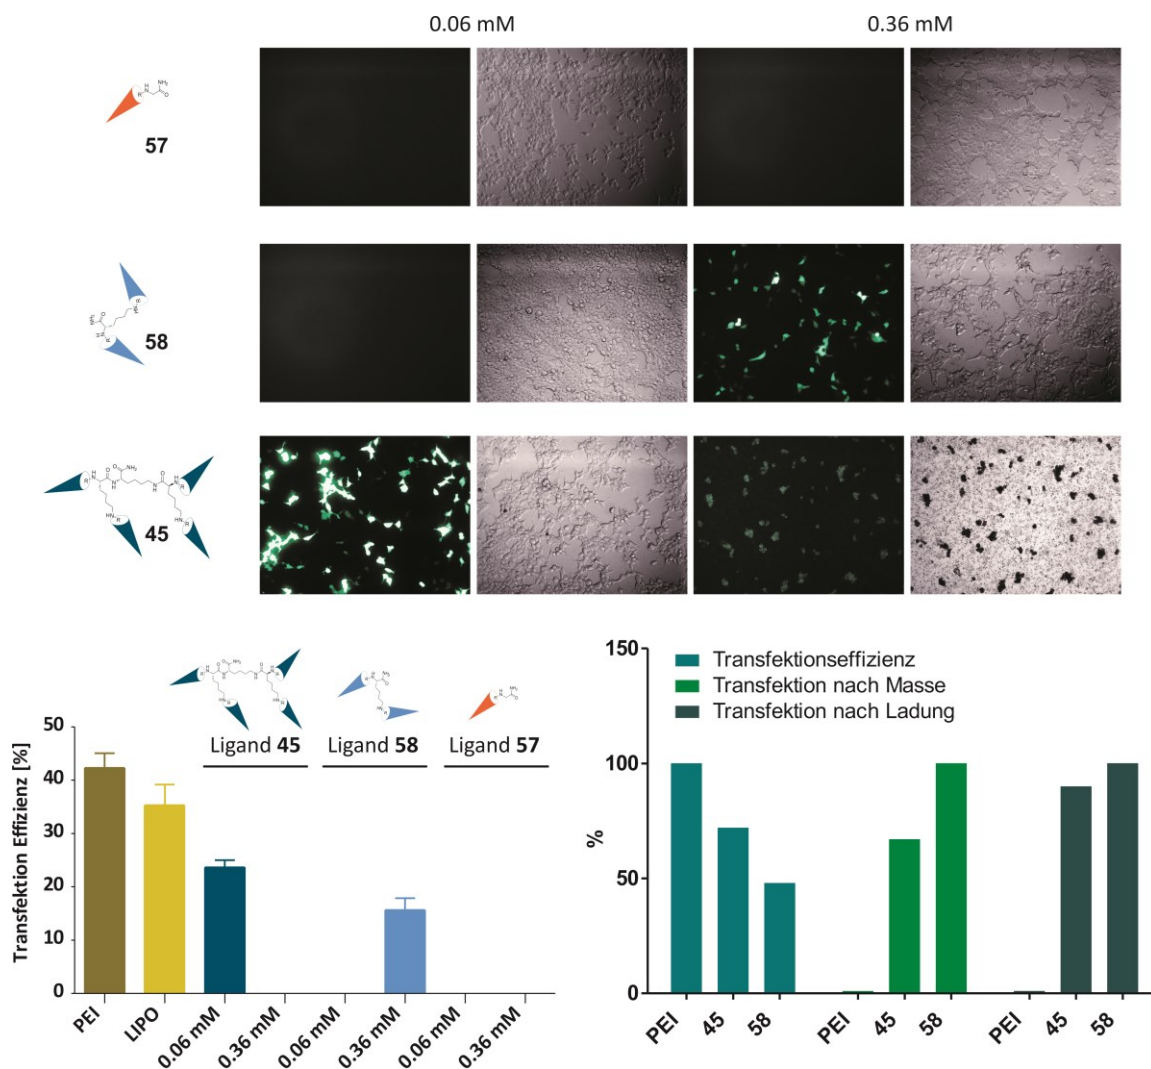 0.06 mM 0.36 mM
57
58
45
Transfektion Effizienz [%]
50
40
30
20
10
0
Ligand 45 Ligand 58 Ligand 57
PEI LIPO 0.06 mM 0.36 mM 0.06 mM 0.36 mM 0.06 mM 0.36 mM
%
150
100
50
0
Transfektionseffizienz
Transfektion nach Masse
Transfektion nach Ladung
PEI 45 58 PEI 45 58 PEI 45 58